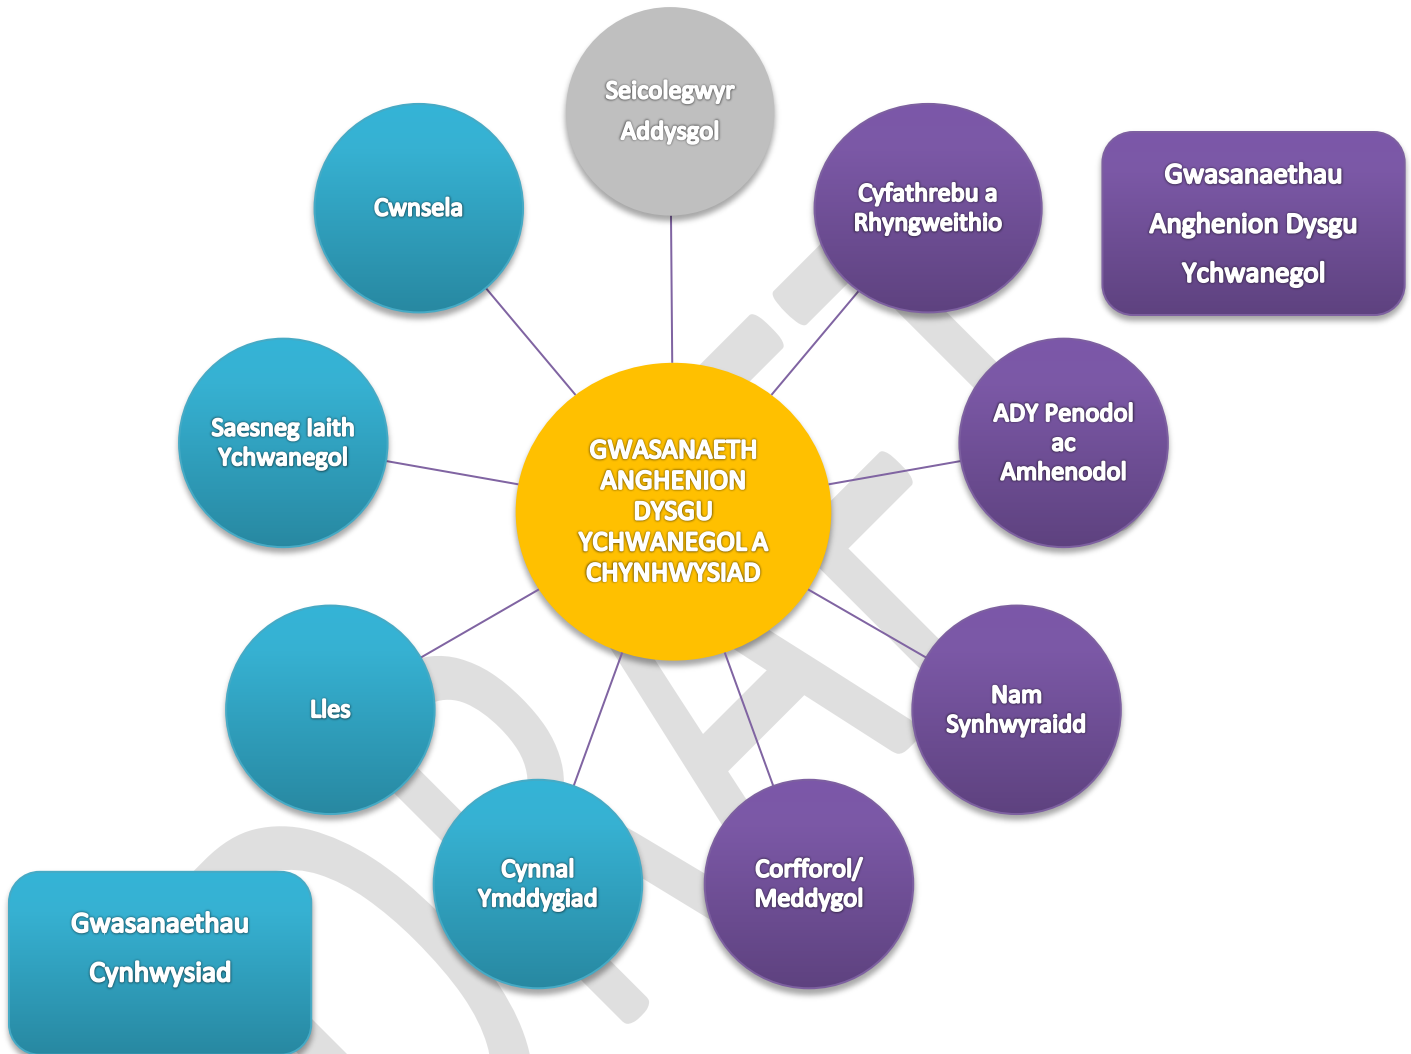 Seicolegwyr
Addysgol
Cyfathrebu a
Rhyngweithio
Gwasanaethau
Anghenion Dysgu
Ychwanegol
ADY Penodol
ac
Amhenodol
Nam
Synhwyraidd
Corfforol/
Meddygol
Cynnal
Ymddygiad
Lles
Saesneg Iaith
Ychwanegol
Cwnsela
GWASANAETH
ANGHENION
DYSGU
YCHWANEGOL A
CHYNHWYSIAD
Gwasanaethau
Cynhwysiad